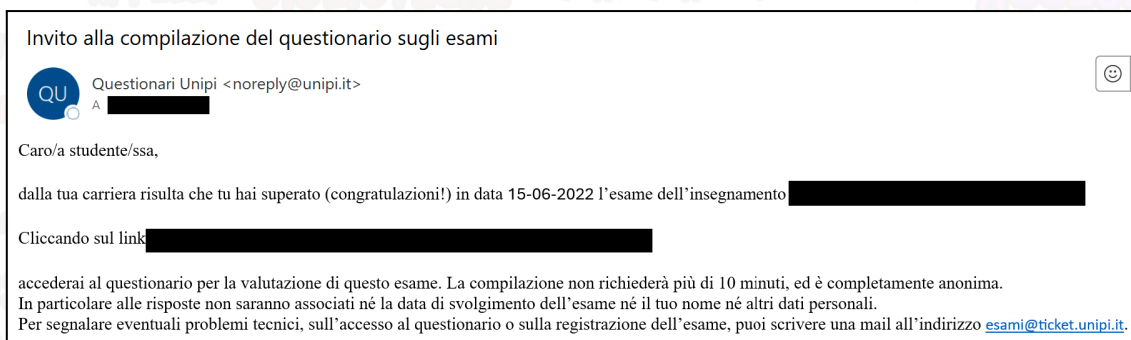 Invito alla compilazione del questionario sugli esami
QU
Questionari Unipi <noreply@unipi.it>
A
Caro/a studente/ssa,
dalla tua carriera risulta che tu hai superato (congratulazioni!) in data 15-06-2022 l’esame dell’insegnamento
Cliccando sul link
accederai al questionario per la valutazione di questo esame. La compilazione non richiederà più di 10 minuti, ed è completamente anonima.
In particolare alle risposte non saranno associati né la data di svolgimento dell’esame né il tuo nome né altri dati personali.
Per segnalare eventuali problemi tecnici, sull’accesso al questionario o sulla registrazione dell’esame, puoi scrivere una mail all’indirizzo esami@ticket.unipi.it.